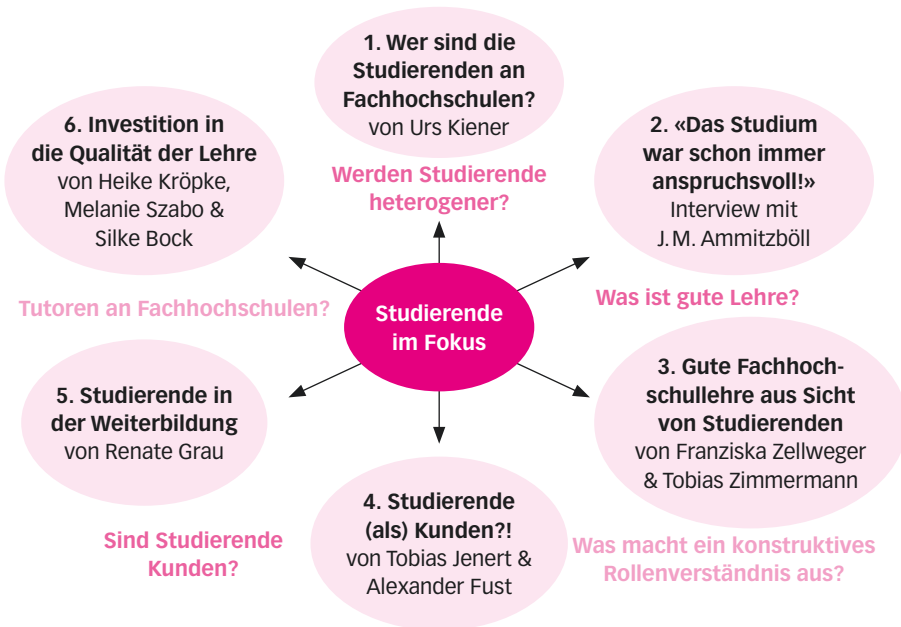 1. Wer sind die
Studierenden an
Fachhochschulen?
von Urs Kiener
Werden Studierende
heterogener?
2. «Das Studium
war schon immer
anspruchsvoll!»
Interview mit
J. M. Ammitzböll
Was ist gute Lehre?
3. Gute Fachhoch-
schullehre aus Sicht
von Studierenden
von Franziska Zellweger
& Tobias Zimmermann
Was macht ein konstruktives
Rollenverständnis aus?
4. Studierende
(als) Kunden?!
von Tobias Jenert &
Alexander Fust
Sind Studierende
Kunden?
5. Studierende in
der Weiterbildung
von Renate Grau
Tutoren an Fachhochschulen?
6. Investition in
die Qualität der Lehre
von Heike Kröpke,
Melanie Szabo &
Silke Bock
Studierende
im Fokus